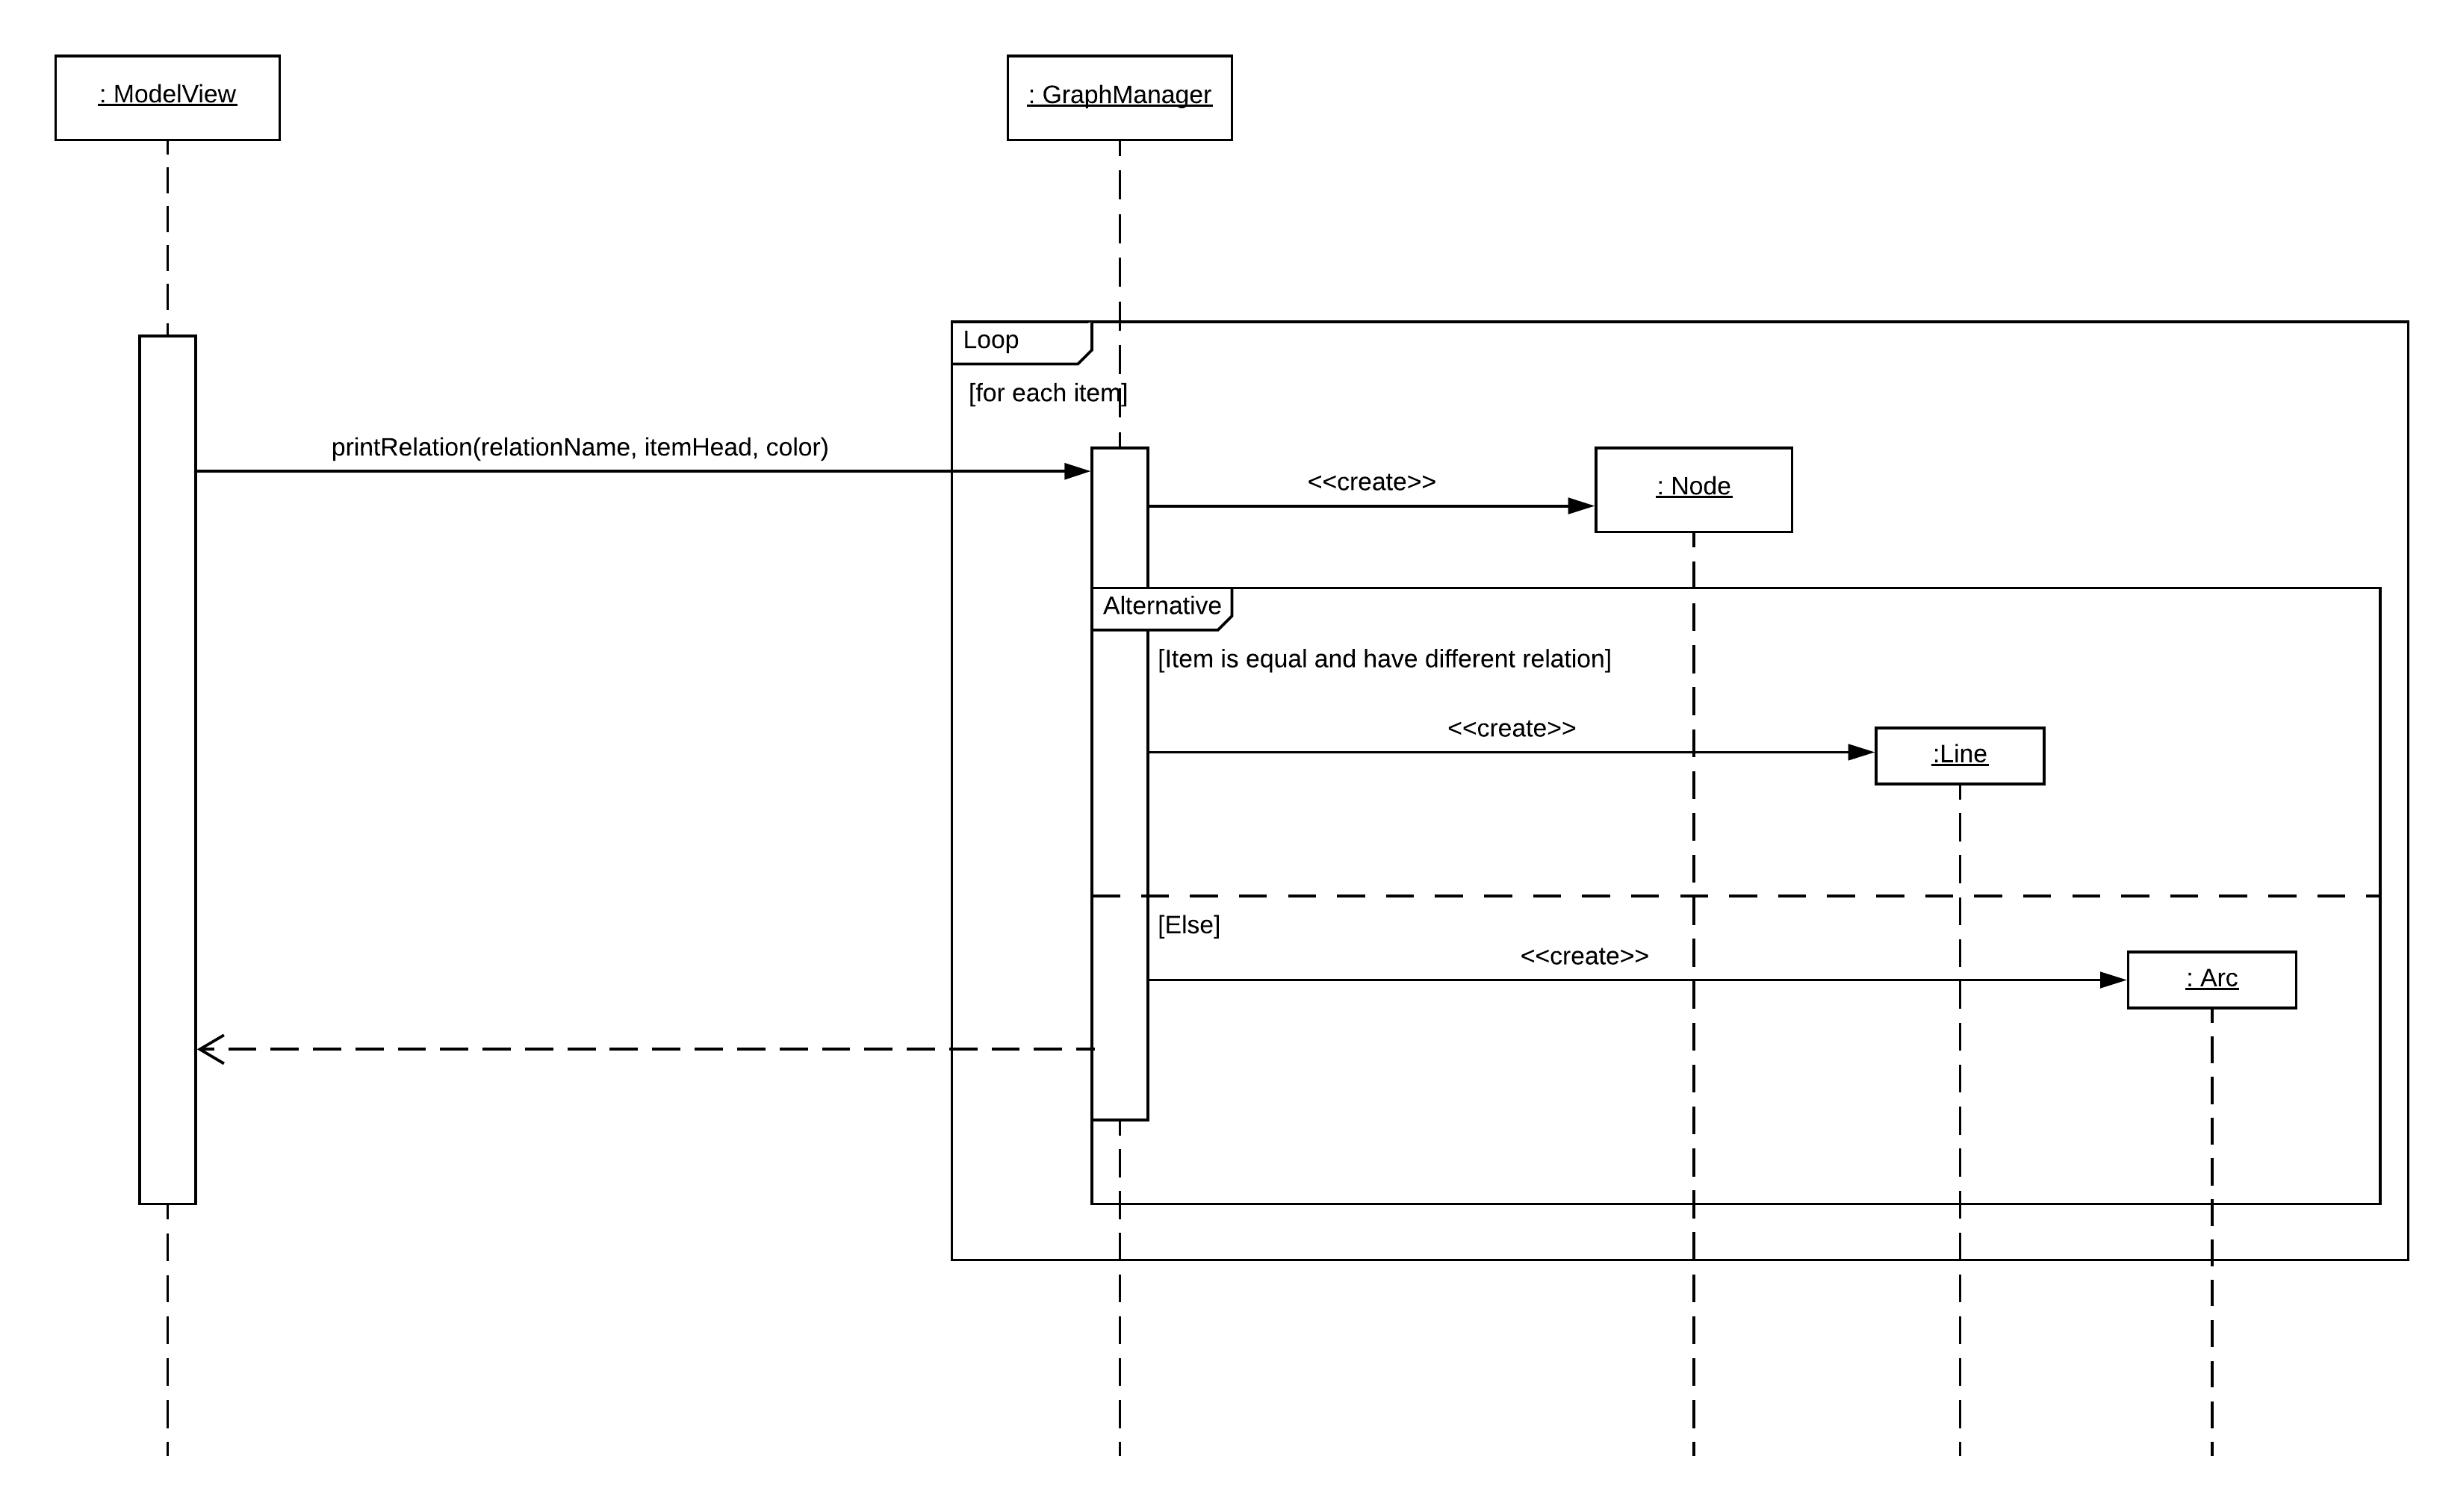 : ModelView
: GraphManager
Loop
[for each item]
printRelation(relationName, itemHead, color)
<<create>>
: Node
Alternative
[Item is equal and have different relation]
<<create>>
:Line
[Else]
<<create>>
: Arc